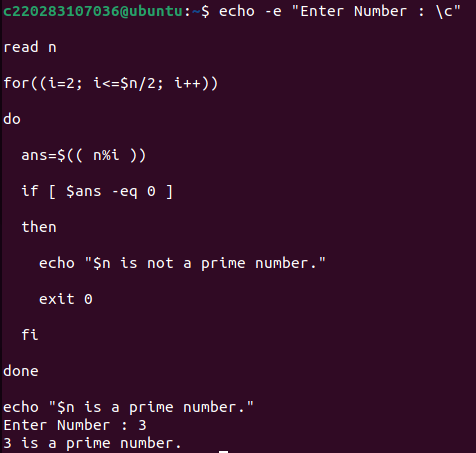 c220283107036@ubuntu:~$ echo -e "Enter Number : \c"
read n
for((i=2; i<=$n/2; i++))
do
  ans=$(( n%i ))
  if [ $ans -eq 0 ]
  then
    echo "$n is not a prime number."
    exit 0
  fi
done
echo "$n is a prime number."
Enter Number : 3
3 is a prime number.